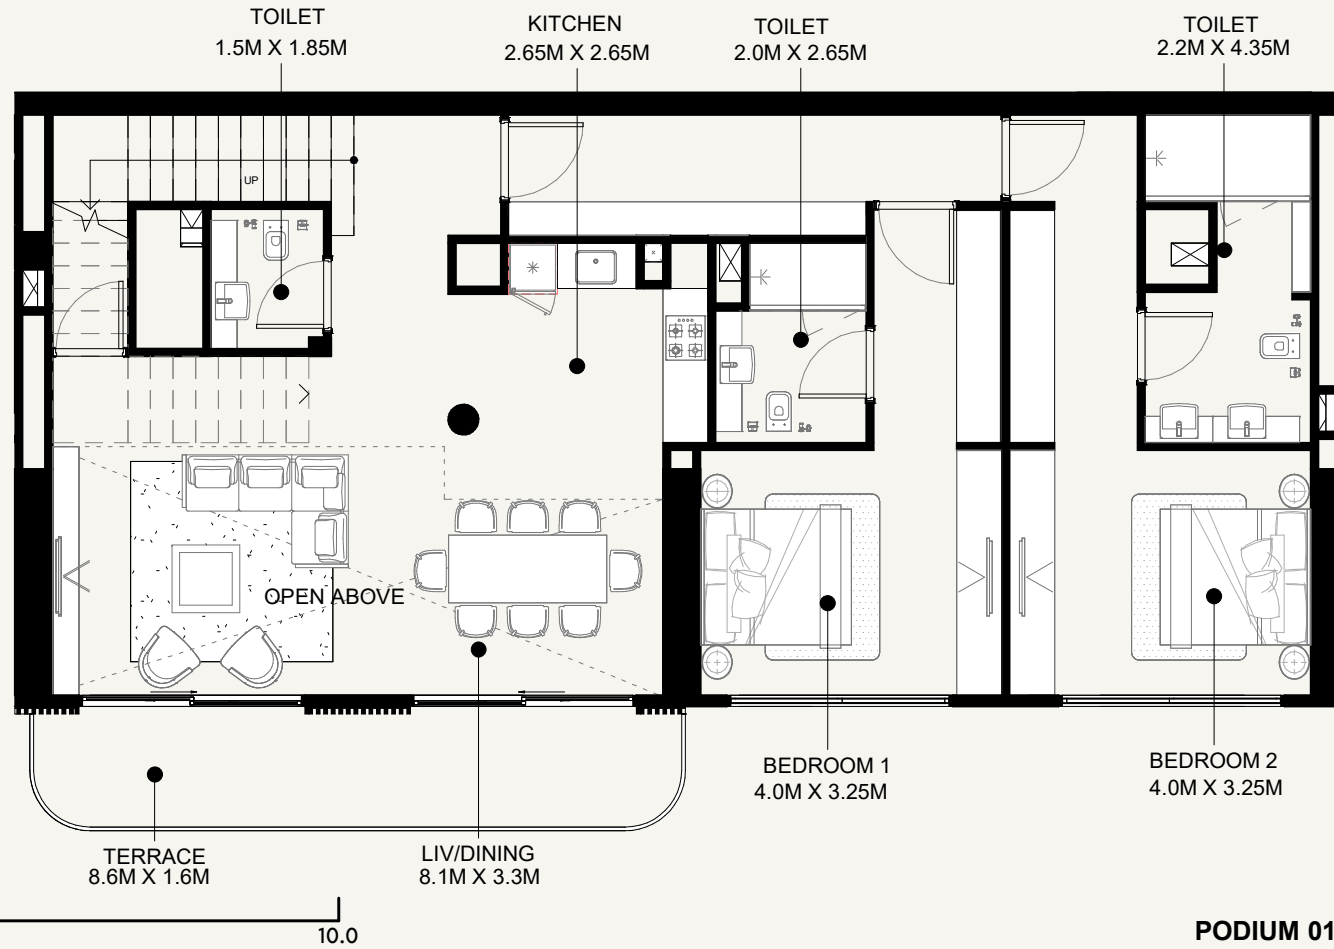 TOILET
1.5M X 1.85M
KITCHEN
2.65M X 2.65M
TOILET
2.0M X 2.65M
TOILET
2.2M X 4.35M
UP
OPEN ABOVE
BEDROOM 1
4.0M X 3.25M
BEDROOM 2
4.0M X 3.25M
TERRACE
8.6M X 1.6M
LIV/DINING
8.1M X 3.3M
10.0
PODIUM 01